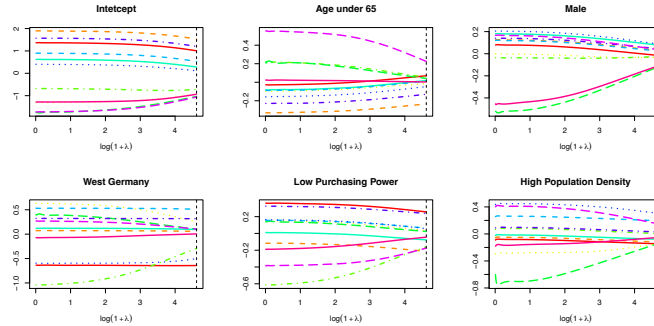 Intetcept
Age under 65
Male
2
1
0
-1
0 1 2 3 4
log(1+λ)
0.4
0.2
0.0
-0.2
0 1 2 3 4
log(1+λ)
0.2
0.0
-0.2
-0.4
0 1 2 3 4
log(1+λ)
West Germany
Low Purchasing Power
High Population Density
0.5
0.0
-0.5
-1.0
0 1 2 3 4
log(1+λ)
0.2
0.0
-0.2
-0.6
0 1 2 3 4
log(1+λ)
0.4
0.2
0.0
-0.4
-0.8
0 1 2 3 4
log(1+λ)